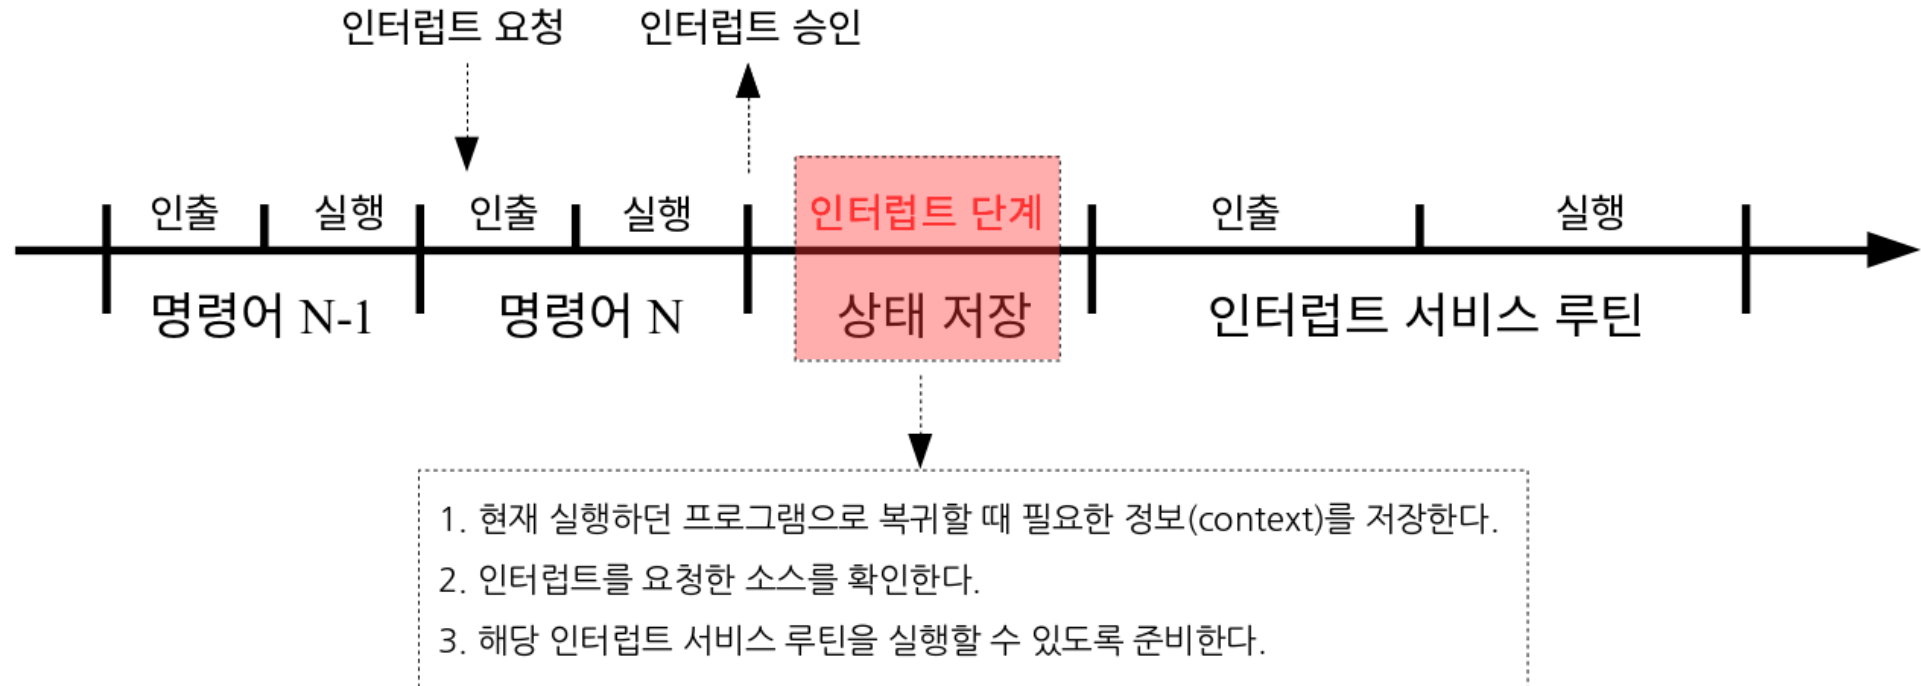 인터럽트 요청 인터럽트 승인
인출 실행 인출 실행 인터럽트 단계 인출 실행
명령어 N-1 명령어 N 상태 저장 인터럽트 서비스 루틴
1. 현재 실행하던 프로그램으로 복귀할 때 필요한 정보(context)를 저장한다.
2. 인터럽트를 요청한 소스를 확인한다.
3. 해당 인터럽트 서비스 루틴을 실행할 수 있도록 준비한다.